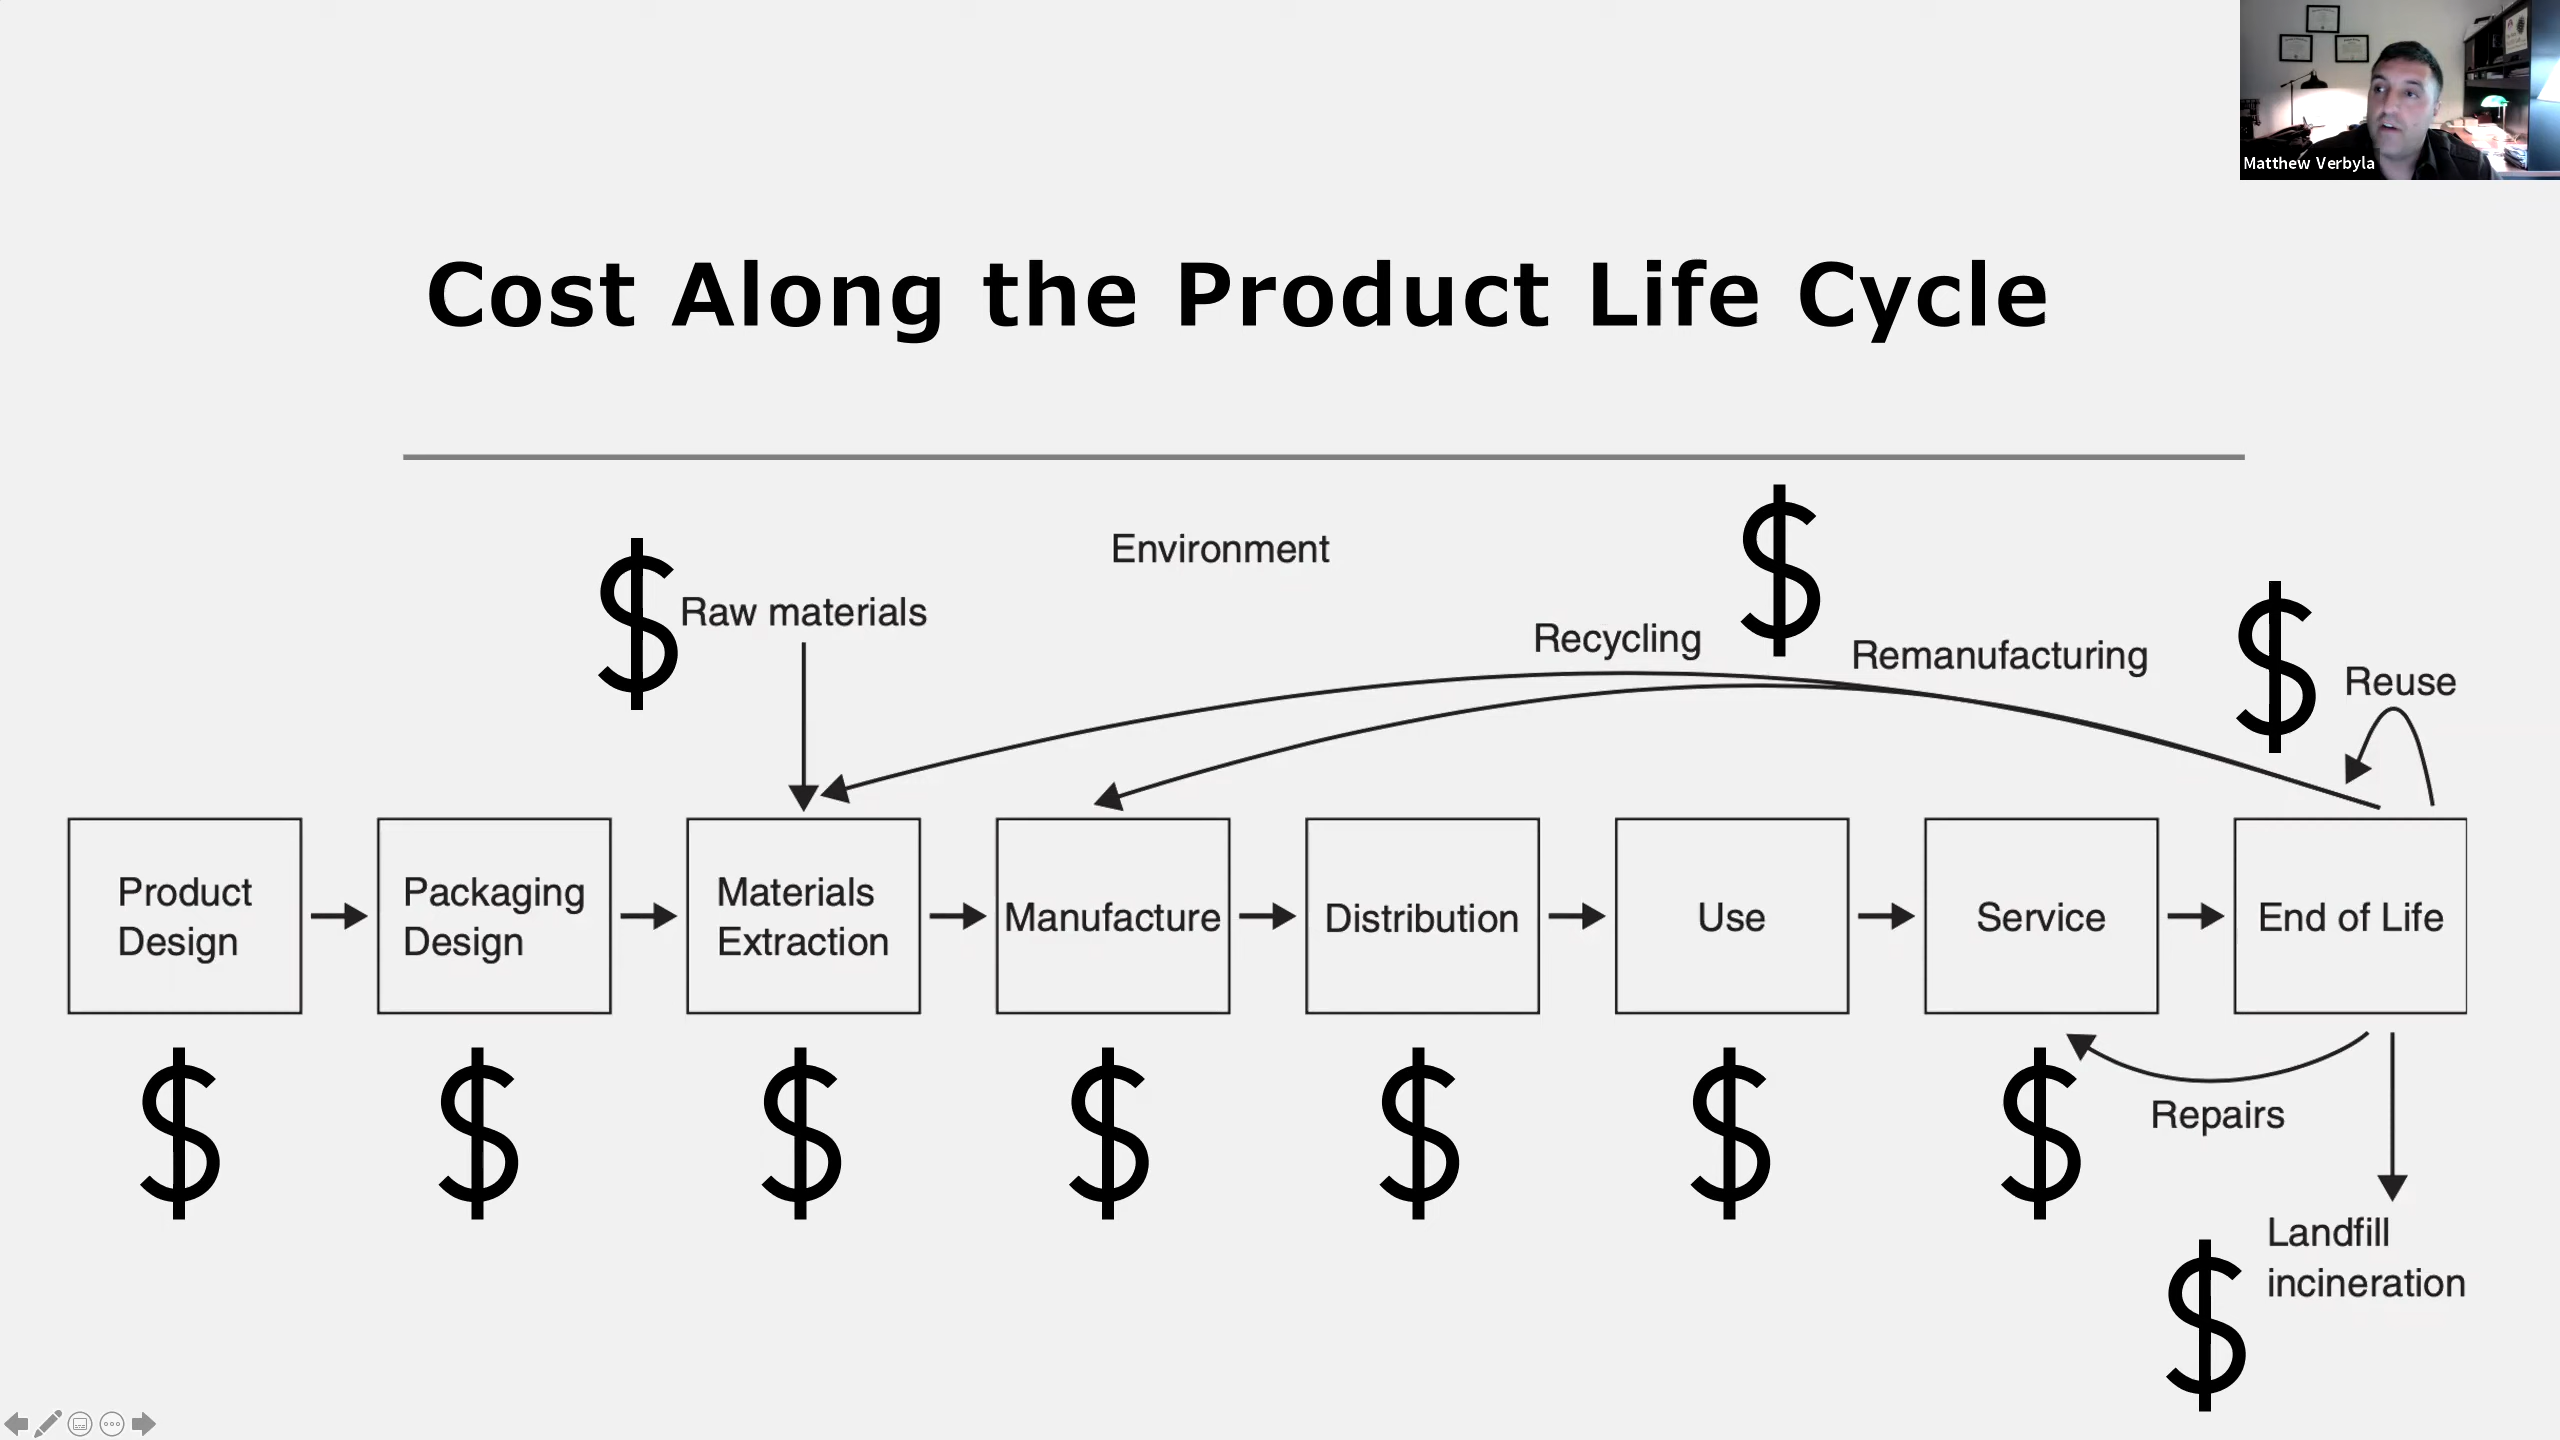 Matthew Verbyla
Cost Along the Product Life Cycle
Environment
$
Raw materials
$
Recycling
Remanufacturing
$
Reuse
Product
Design
Packaging
Design
Materials
Extraction
Manufacture
Distribution
Use
Service
End of Life
$
$
$
$
$
$
$
Repairs
$
Landfill
incineration